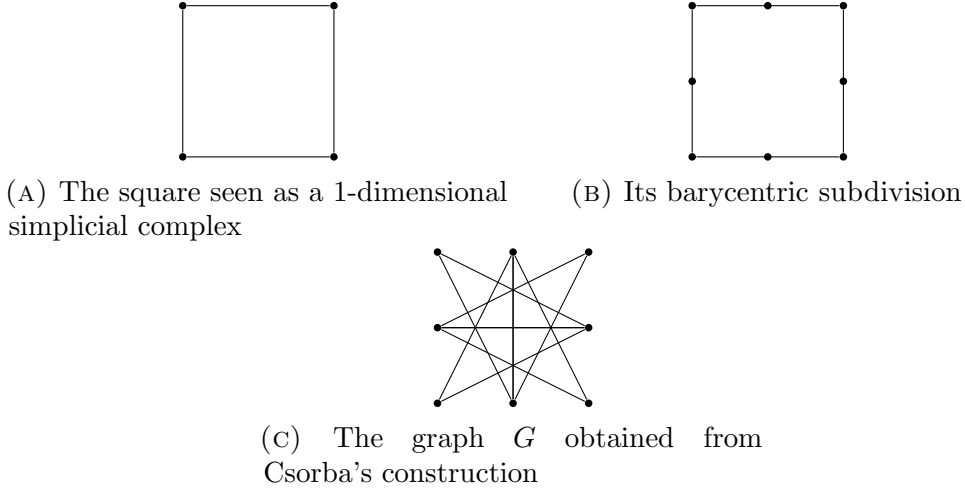 (A) The square seen as a 1-dimensional
simplicial complex
(B) Its barycentric subdivision
(C) The graph G obtained from
Csorba's construction